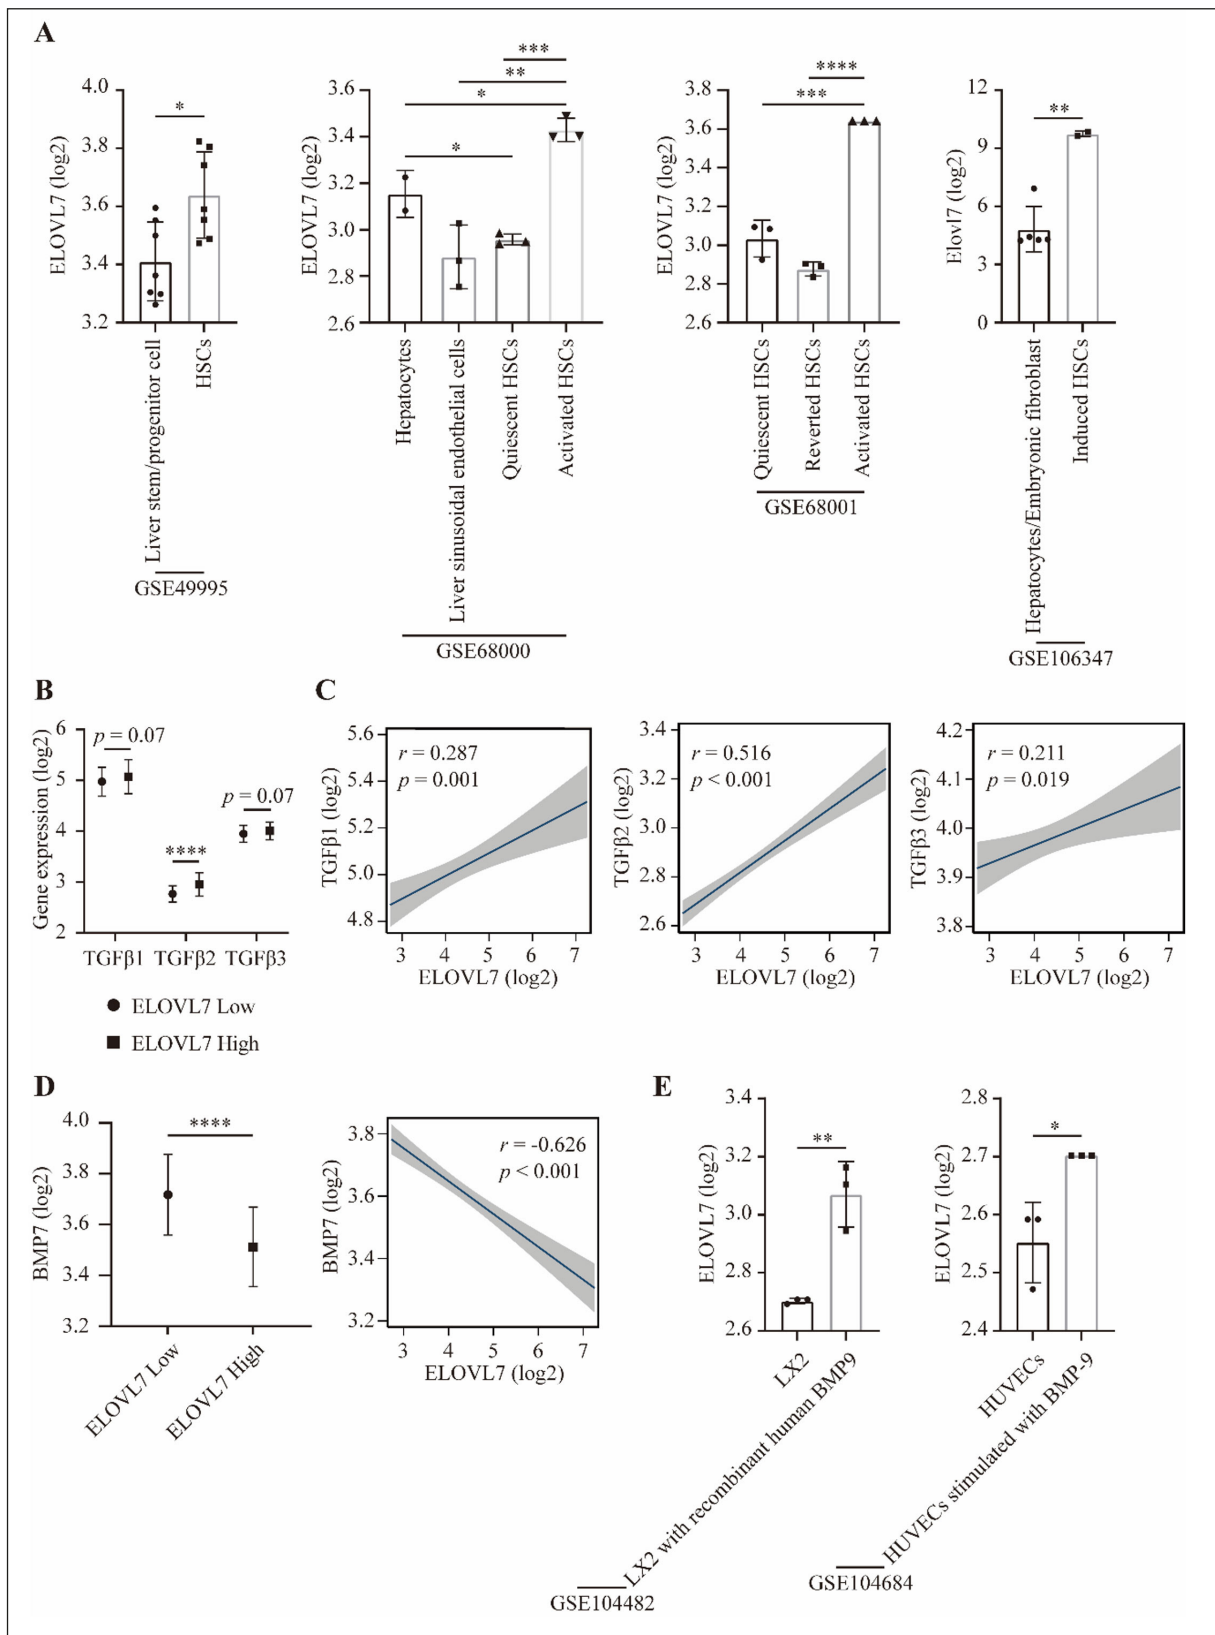 A
4.0
3.8
3.6
3.4
3.2
ELOVL7 (log2)
*
Liver stem/progenitor cell
HSCs
GSE49995
3.6
3.4
3.2
3.0
2.8
2.6
ELOVL7 (log2)
***
**
*
*
Hepatocytes
Liver sinusoidal endothelial cells
Quiescent HSCs
Activated HSCs
GSE68000
3.8
3.6
3.4
3.2
3.0
2.8
2.6
ELOVL7 (log2)
****
***
Quiescent HSCs
Reverted HSCs
Activated HSCs
GSE68001
12
9
6
3
0
Elovl7 (log2)
**
Hepatocytes/Embryonic fibroblast
Induced HSCs
GSE106347
B
6
5
4
3
2
Gene expression (log2)
p = 0.07
****
p = 0.07
TGFβ1 TGFβ2 TGFβ3
ELOVL7 Low
ELOVL7 High
C
5.6
5.4
5.2
5.0
4.8
TGFβ1 (log2)
r = 0.287
p = 0.001
3 4 5 6 7
ELOVL7 (log2)
3.4
3.2
3.0
2.8
2.6
TGFβ2 (log2)
r = 0.516
p < 0.001
3 4 5 6 7
ELOVL7 (log2)
4.2
4.1
4.0
3.9
3.8
TGFβ3 (log2)
r = 0.211
p = 0.019
3 4 5 6 7
ELOVL7 (log2)
D
4.0
3.8
3.6
3.4
3.2
BMP7 (log2)
****
ELOVL7 Low
ELOVL7 High
3.8
3.6
3.4
3.2
BMP7 (log2)
r = -0.626
p < 0.001
3 4 5 6 7
ELOVL7 (log2)
E
3.4
3.2
3.0
2.8
2.6
ELOVL7 (log2)
**
LX2
LX2 with recombinant human BMP9
GSE104482
2.8
2.7
2.6
2.5
2.4
ELOVL7 (log2)
*
HUVECs
HUVECs stimulated with BMP-9
GSE104684